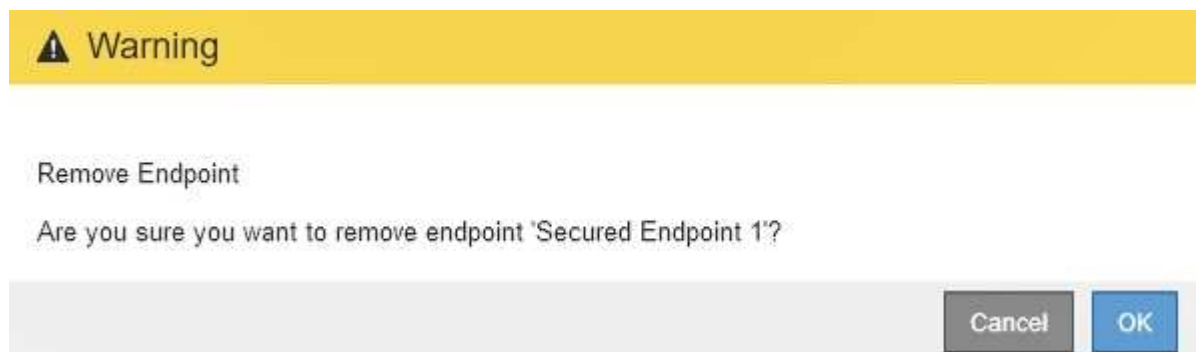 Warning
Remove Endpoint
Are you sure you want to remove endpoint 'Secured Endpoint 1'?
Cancel OK